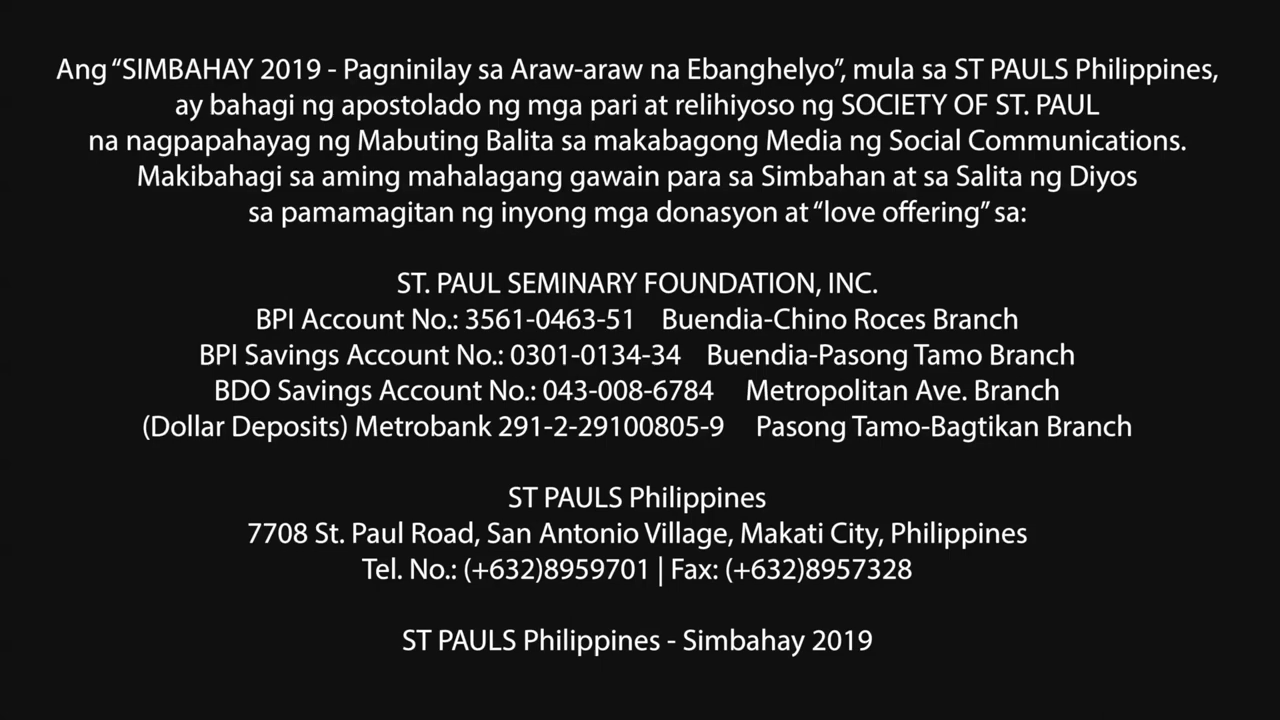 Ang “SIMBAHAY 2019 - Pagninilay sa Araw-araw na Ebanghelyo”, mula sa ST PAULS Philippines,
ay bahagi ng apostolado ng mga pari at relihiyoso ng SOCIETY OF ST. PAUL
na nagpapahayag ng Mabuting Balita sa makabagong Media ng Social Communications.
Makibahagi sa aming mahalagang gawain para sa Simbahan at sa Salita ng Diyos
sa pamamagitan ng inyong mga donasyon at “love offering” sa:
ST. PAUL SEMINARY FOUNDATION, INC.
BPI Account No.: 3561-0463-51 Buendia-Chino Roces Branch
BPI Savings Account No.: 0301-0134-34 Buendia-Pasong Tamo Branch
BDO Savings Account No.: 043-008-6784 Metropolitan Ave. Branch
(Dollar Deposits) Metrobank 291-2-29100805-9 Pasong Tamo-Bagtikan Branch
ST PAULS Philippines
7708 St. Paul Road, San Antonio Village, Makati City, Philippines
Tel. No.: (+632)8959701 | Fax: (+632)8957328
ST PAULS Philippines - Simbahay 2019